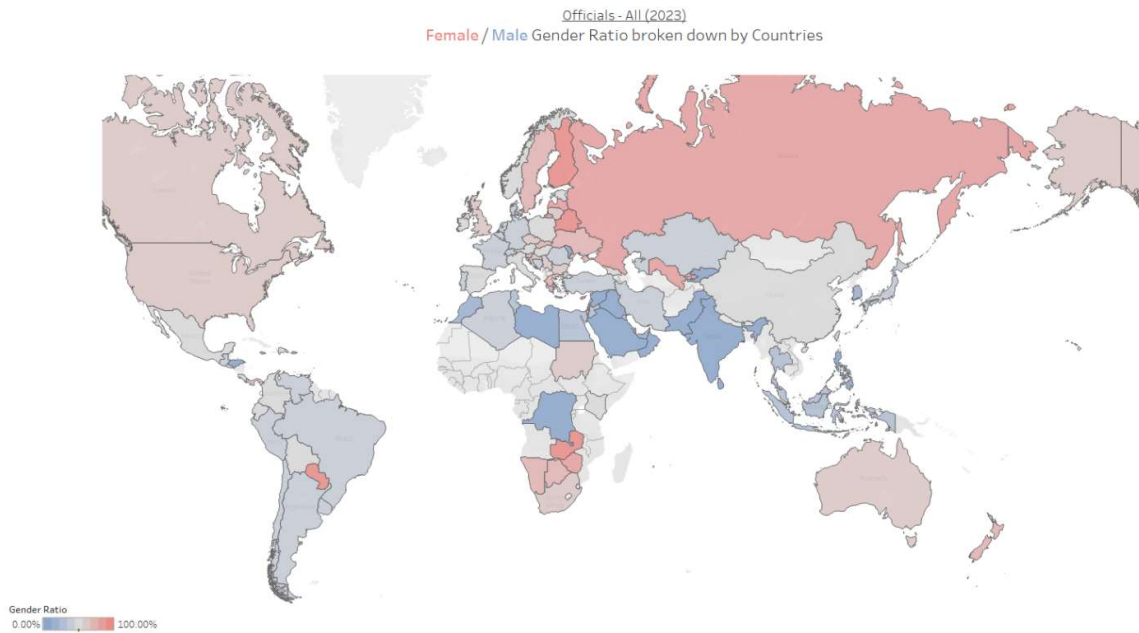 Officials - All (2023)
Female / Male Gender Ratio broken down by Countries
Gender Ratio
0.00% 100.00%